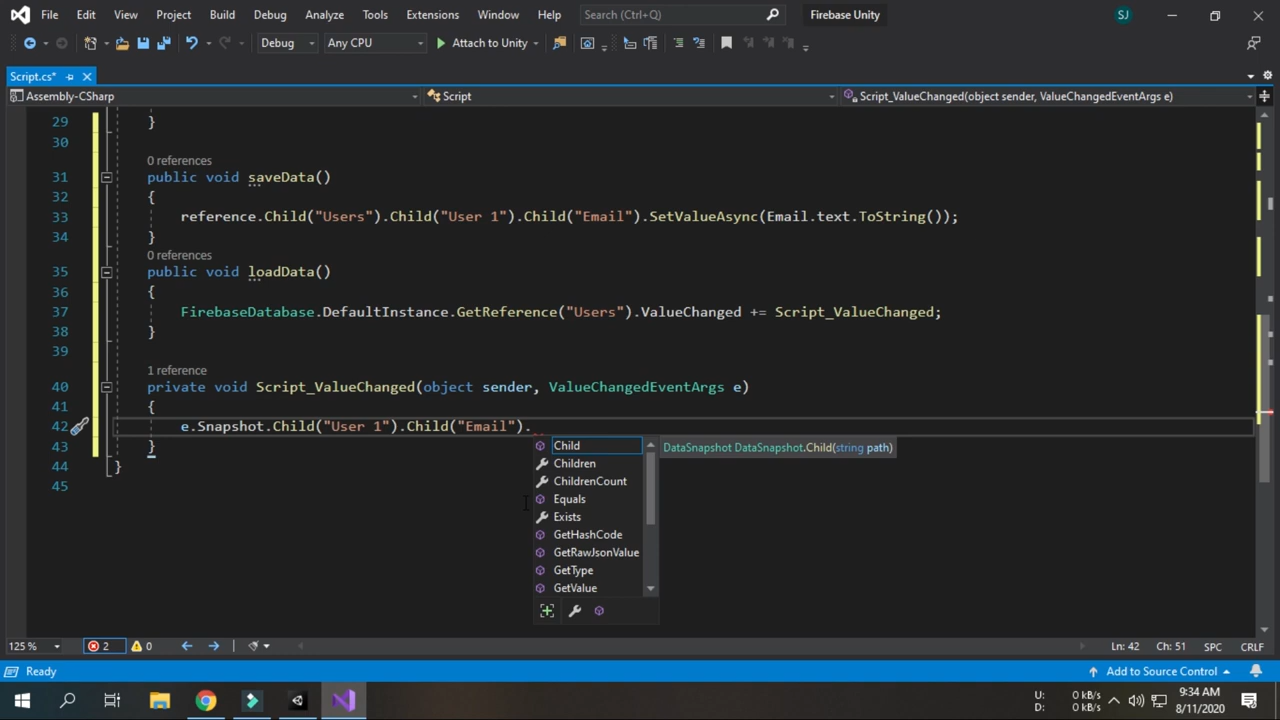 File Edit View Project Build Debug Analyze Tools Extensions Window Help Search (Ctrl+Q) Firebase Unity SJ
Debug Any CPU Attach to Unity
Script.cs*
Assembly-CSharp Script Script_ValueChanged(object sender, ValueChangedEventArgs e)
29 }
30
0 references
31 public void saveData()
32 {
33 reference.Child("Users").Child("User 1").Child("Email").SetValueAsync(Email.text.ToString());
34 }
0 references
35 public void loadData()
36 {
37 FirebaseDatabase.DefaultInstance.GetReference("Users").ValueChanged += Script_ValueChanged;
38 }
39
1 reference
40 private void Script_ValueChanged(object sender, ValueChangedEventArgs e)
41 {
42 e.Snapshot.Child("User 1").Child("Email").
43 }
Child DataSnapshot DataSnapshot.Child(string path)
44 }
Children
ChildrenCount
45
Equals
Exists
GetHashCode
GetRawJsonValue
GetType
GetValue
125 % 2 0 Ln: 42 Ch: 51 SPC CRLF
Ready Add to Source Control
U: 0 kB/s
D: 0 kB/s
9:34 AM
8/11/2020